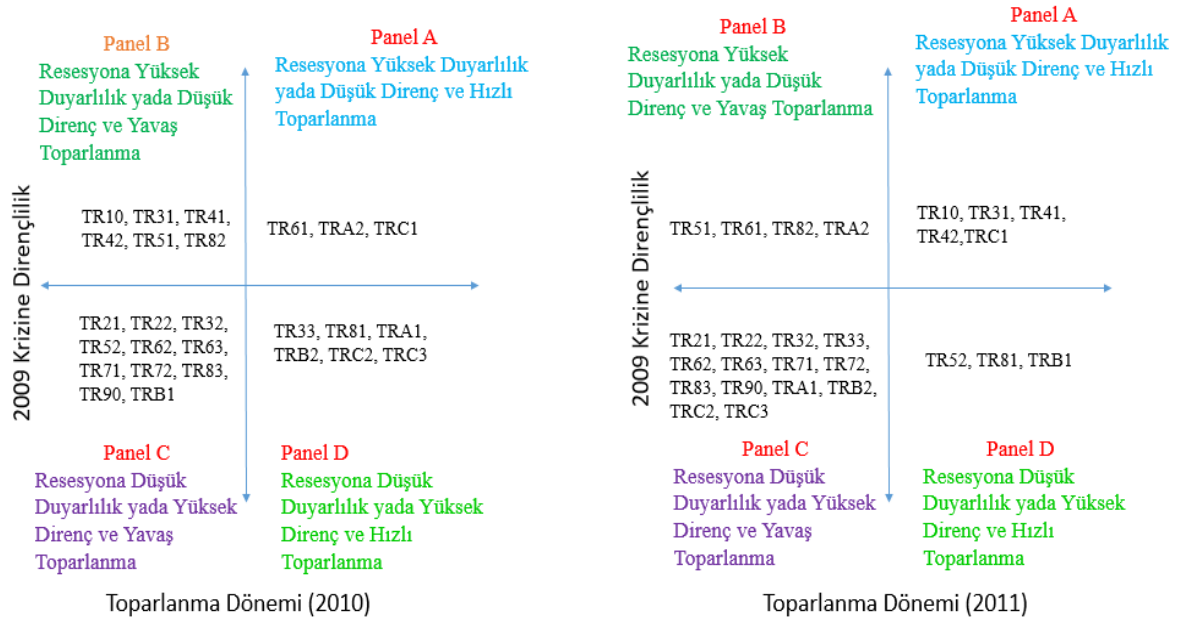 Panel B
Resesyona Yüksek
Duyarlılık yada Düşük
Direnç ve Yavaş
Toparlanma
Panel A
Resesyona Yüksek Duyarlılık
yada Düşük Direnç ve Hızlı
Toparlanma
2009 Krizine Dirençlilik
TR10, TR31, TR41,
TR42, TR51, TR82
TR61, TRA2, TRC1
TR21, TR22, TR32,
TR52, TR62, TR63,
TR71, TR72, TR83,
TR90, TRB1
TR33, TR81, TRA1,
TRB2, TRC2, TRC3
Panel C
Resesyona Düşük
Duyarlılık yada Yüksek
Direnç ve Yavaş
Toparlanma
Panel D
Resesyona Düşük
Duyarlılık yada Yüksek
Direnç ve Hızlı
Toparlanma
Toparlanma Dönemi (2010)
Panel B
Resesyona Yüksek
Duyarlılık yada Düşük
Direnç ve Yavaş Toparlanma
Panel A
Resesyona Yüksek Duyarlılık
yada Düşük Direnç ve Hızlı
Toparlanma
2009 Krizine Dirençlilik
TR51, TR61, TR82, TRA2
TR10, TR31, TR41,
TR42,TRC1
TR21, TR22, TR32, TR33,
TR62, TR63, TR71, TR72,
TR83, TR90, TRA1, TRB2,
TRC2, TRC3
TR52, TR81, TRB1
Panel C
Resesyona Düşük
Duyarlılık yada Yüksek
Direnç ve Yavaş
Toparlanma
Panel D
Resesyona Düşük
Duyarlılık yada Yüksek
Direnç ve Hızlı
Toparlanma
Toparlanma Dönemi (2011)